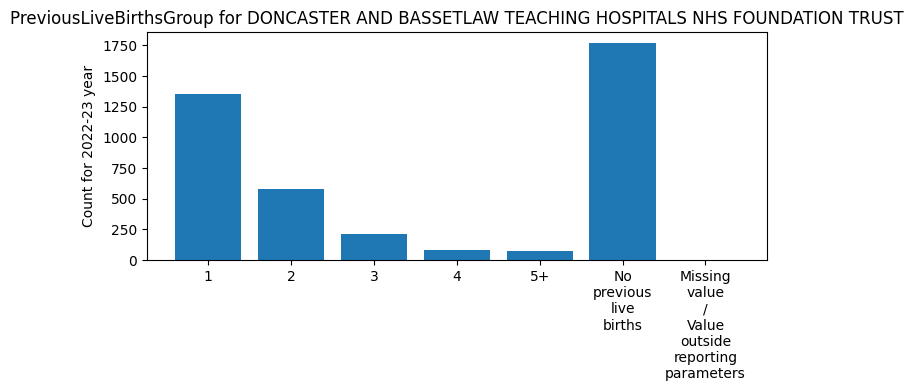 PreviousLiveBirthsGroup for DONCASTER AND BASSETLAW TEACHING HOSPITALS NHS FOUNDATION TRUST
Count for 2022-23 year
1750
1500
1250
1000
750
500
250
0
1
2
3
4
5+
No
previous
live
births
Missing
value
/
Value
outside
reporting
parameters